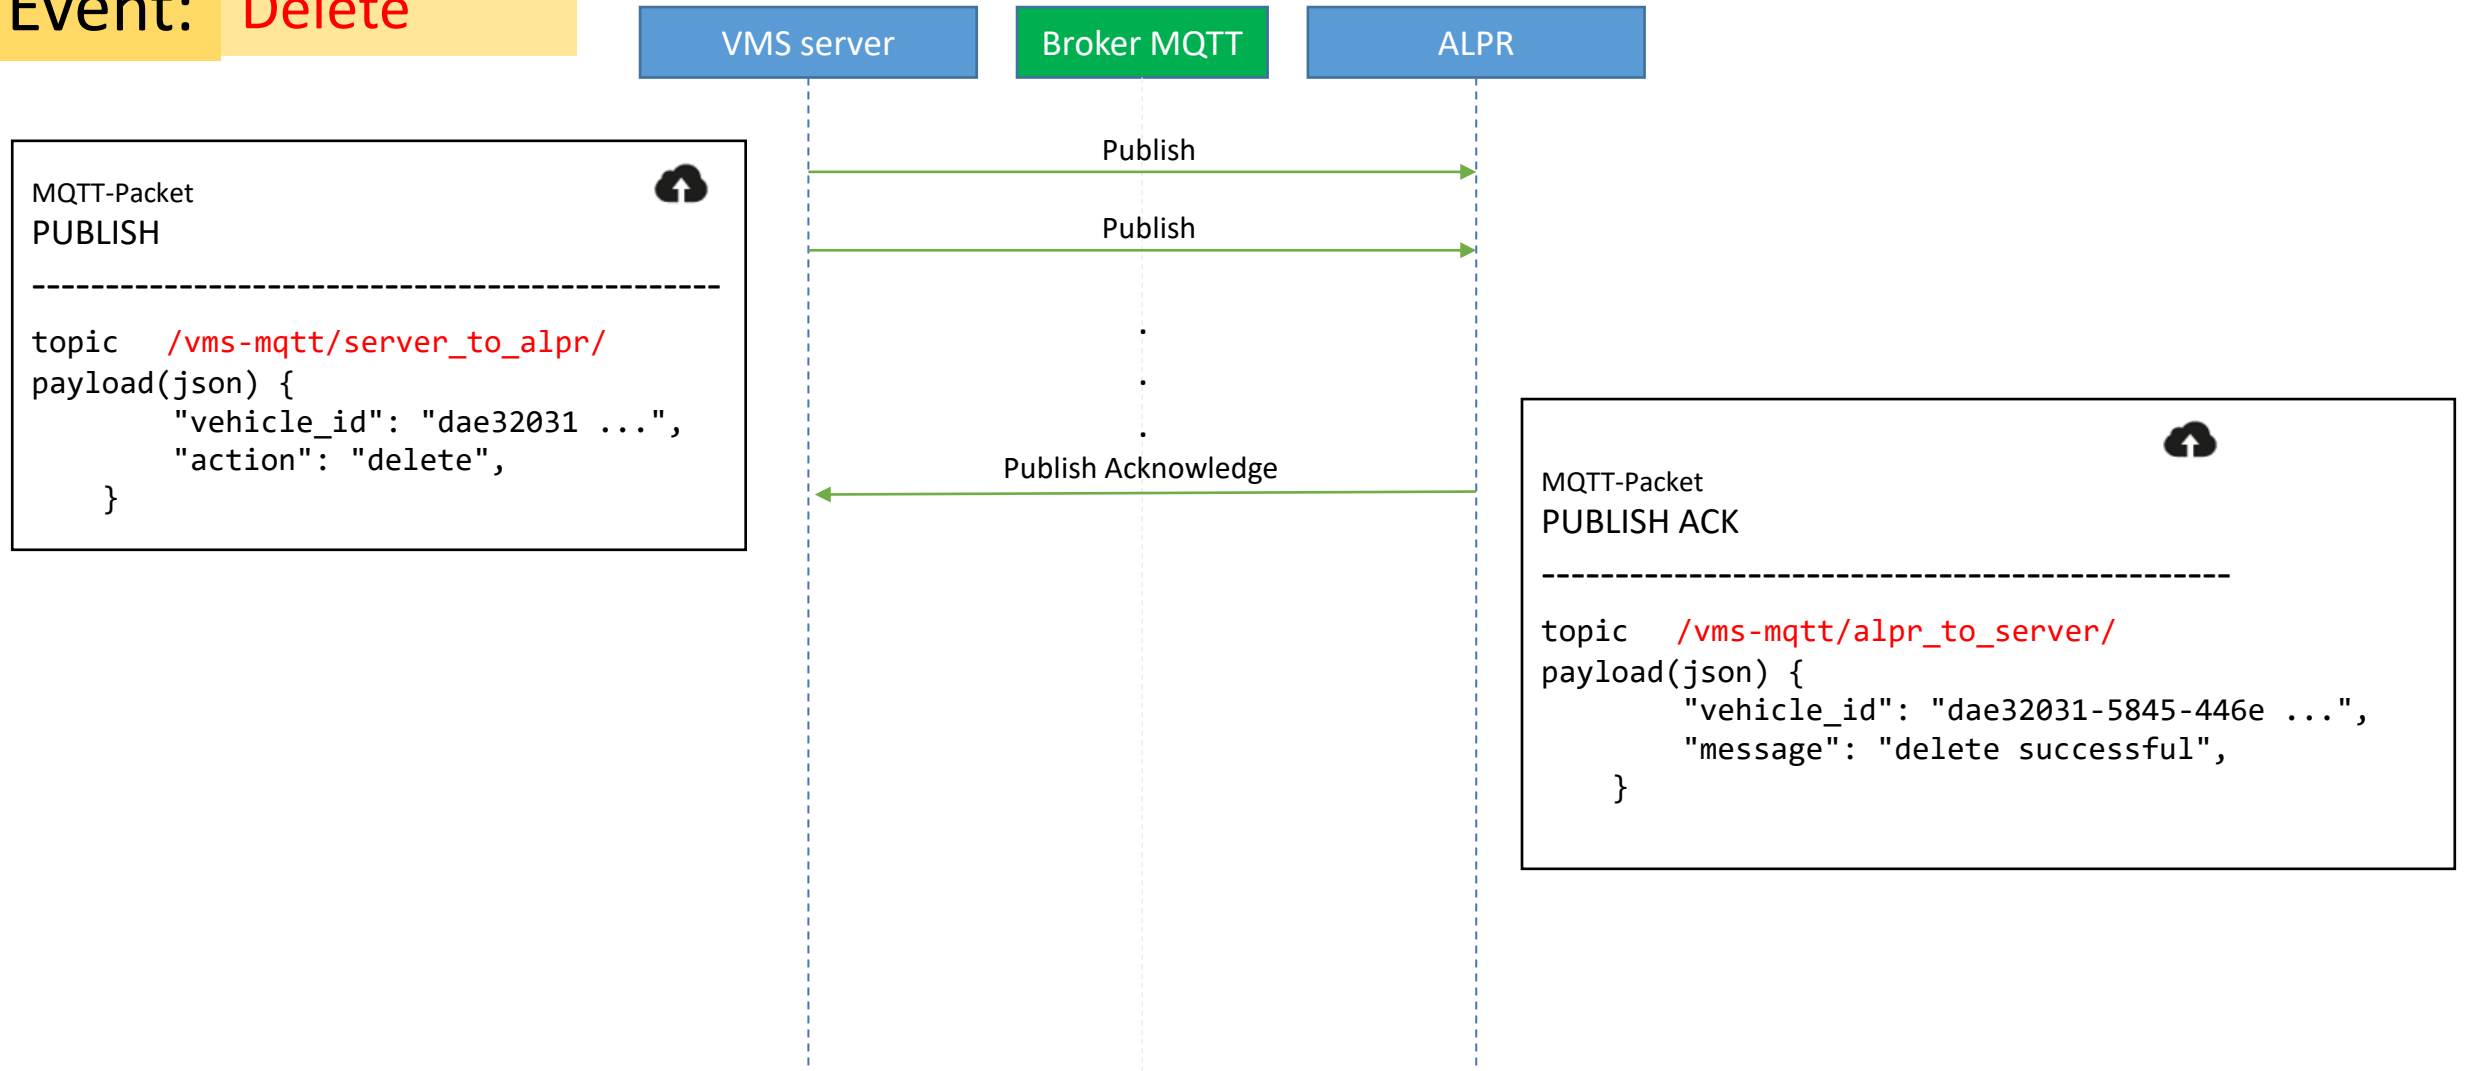 Event: Delete
VMS server
Broker MQTT
ALPR
Publish
MQTT-Packet
PUBLISH
Publish
-----------------------------------------------
topic /vms-mqtt/server_to_alpr/
payload(json) {
"vehicle_id": "dae32031 ...",
"action": "delete",
}
.
.
.
Publish Acknowledge
MQTT-Packet
PUBLISH ACK
-----------------------------------------------
topic /vms-mqtt/alpr_to_server/
payload(json) {
"vehicle_id": "dae32031-5845-446e ...",
"message": "delete successful",
}